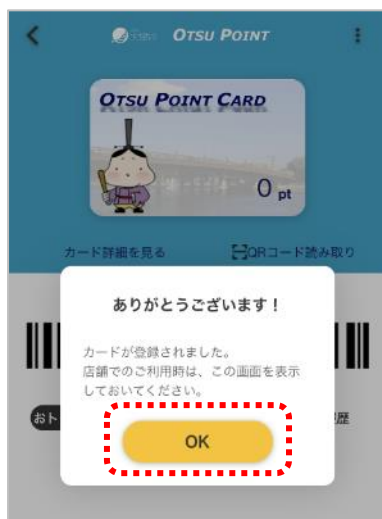 OTSU POINT
OTSU POINT CARD
0 pt
カード詳細を見る
QRコード読み取り
ありがとうございます！
カードが登録されました。
店舗でのご利用時は、この画面を表示
しておいてください。
おト
歴
OK